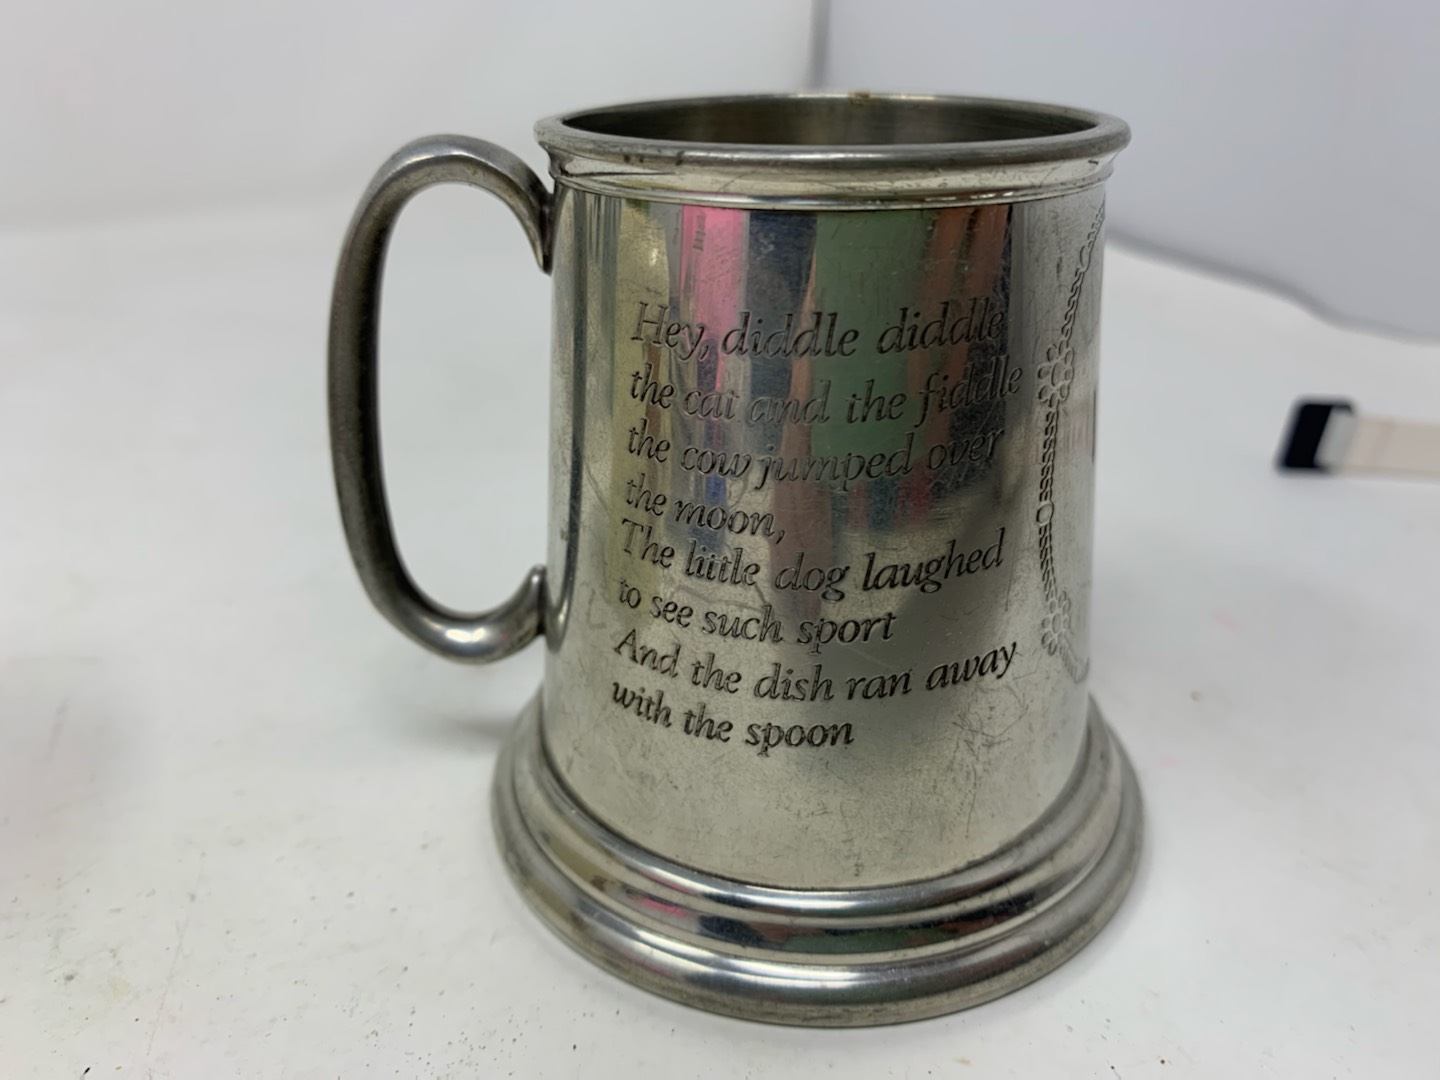 Hey, diddle diddle
the cat and the fiddle
the cow jumped over
the moon,
The little dog laughed
to see such sport
And the dish ran away
with the spoon